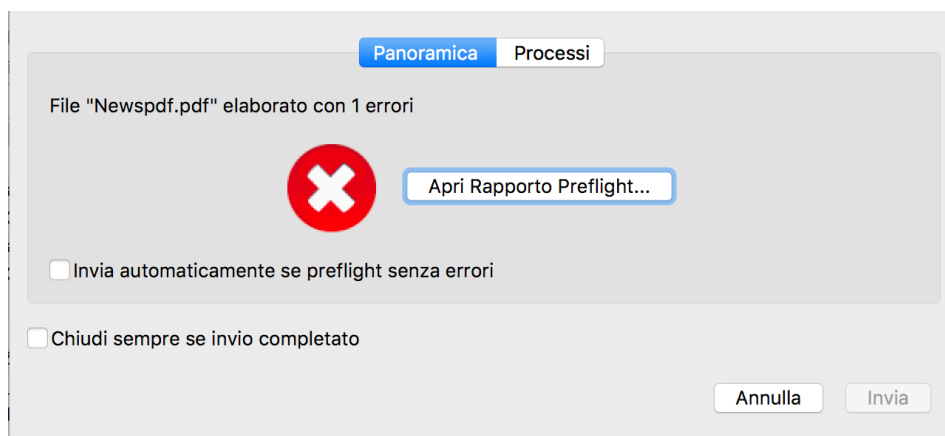 Panoramica Processi
File "Newspdf.pdf" elaborato con 1 errori
Apri Rapporto Preflight...
Invia automaticamente se preflight senza errori
Chiudi sempre se invio completato
Annulla Invia